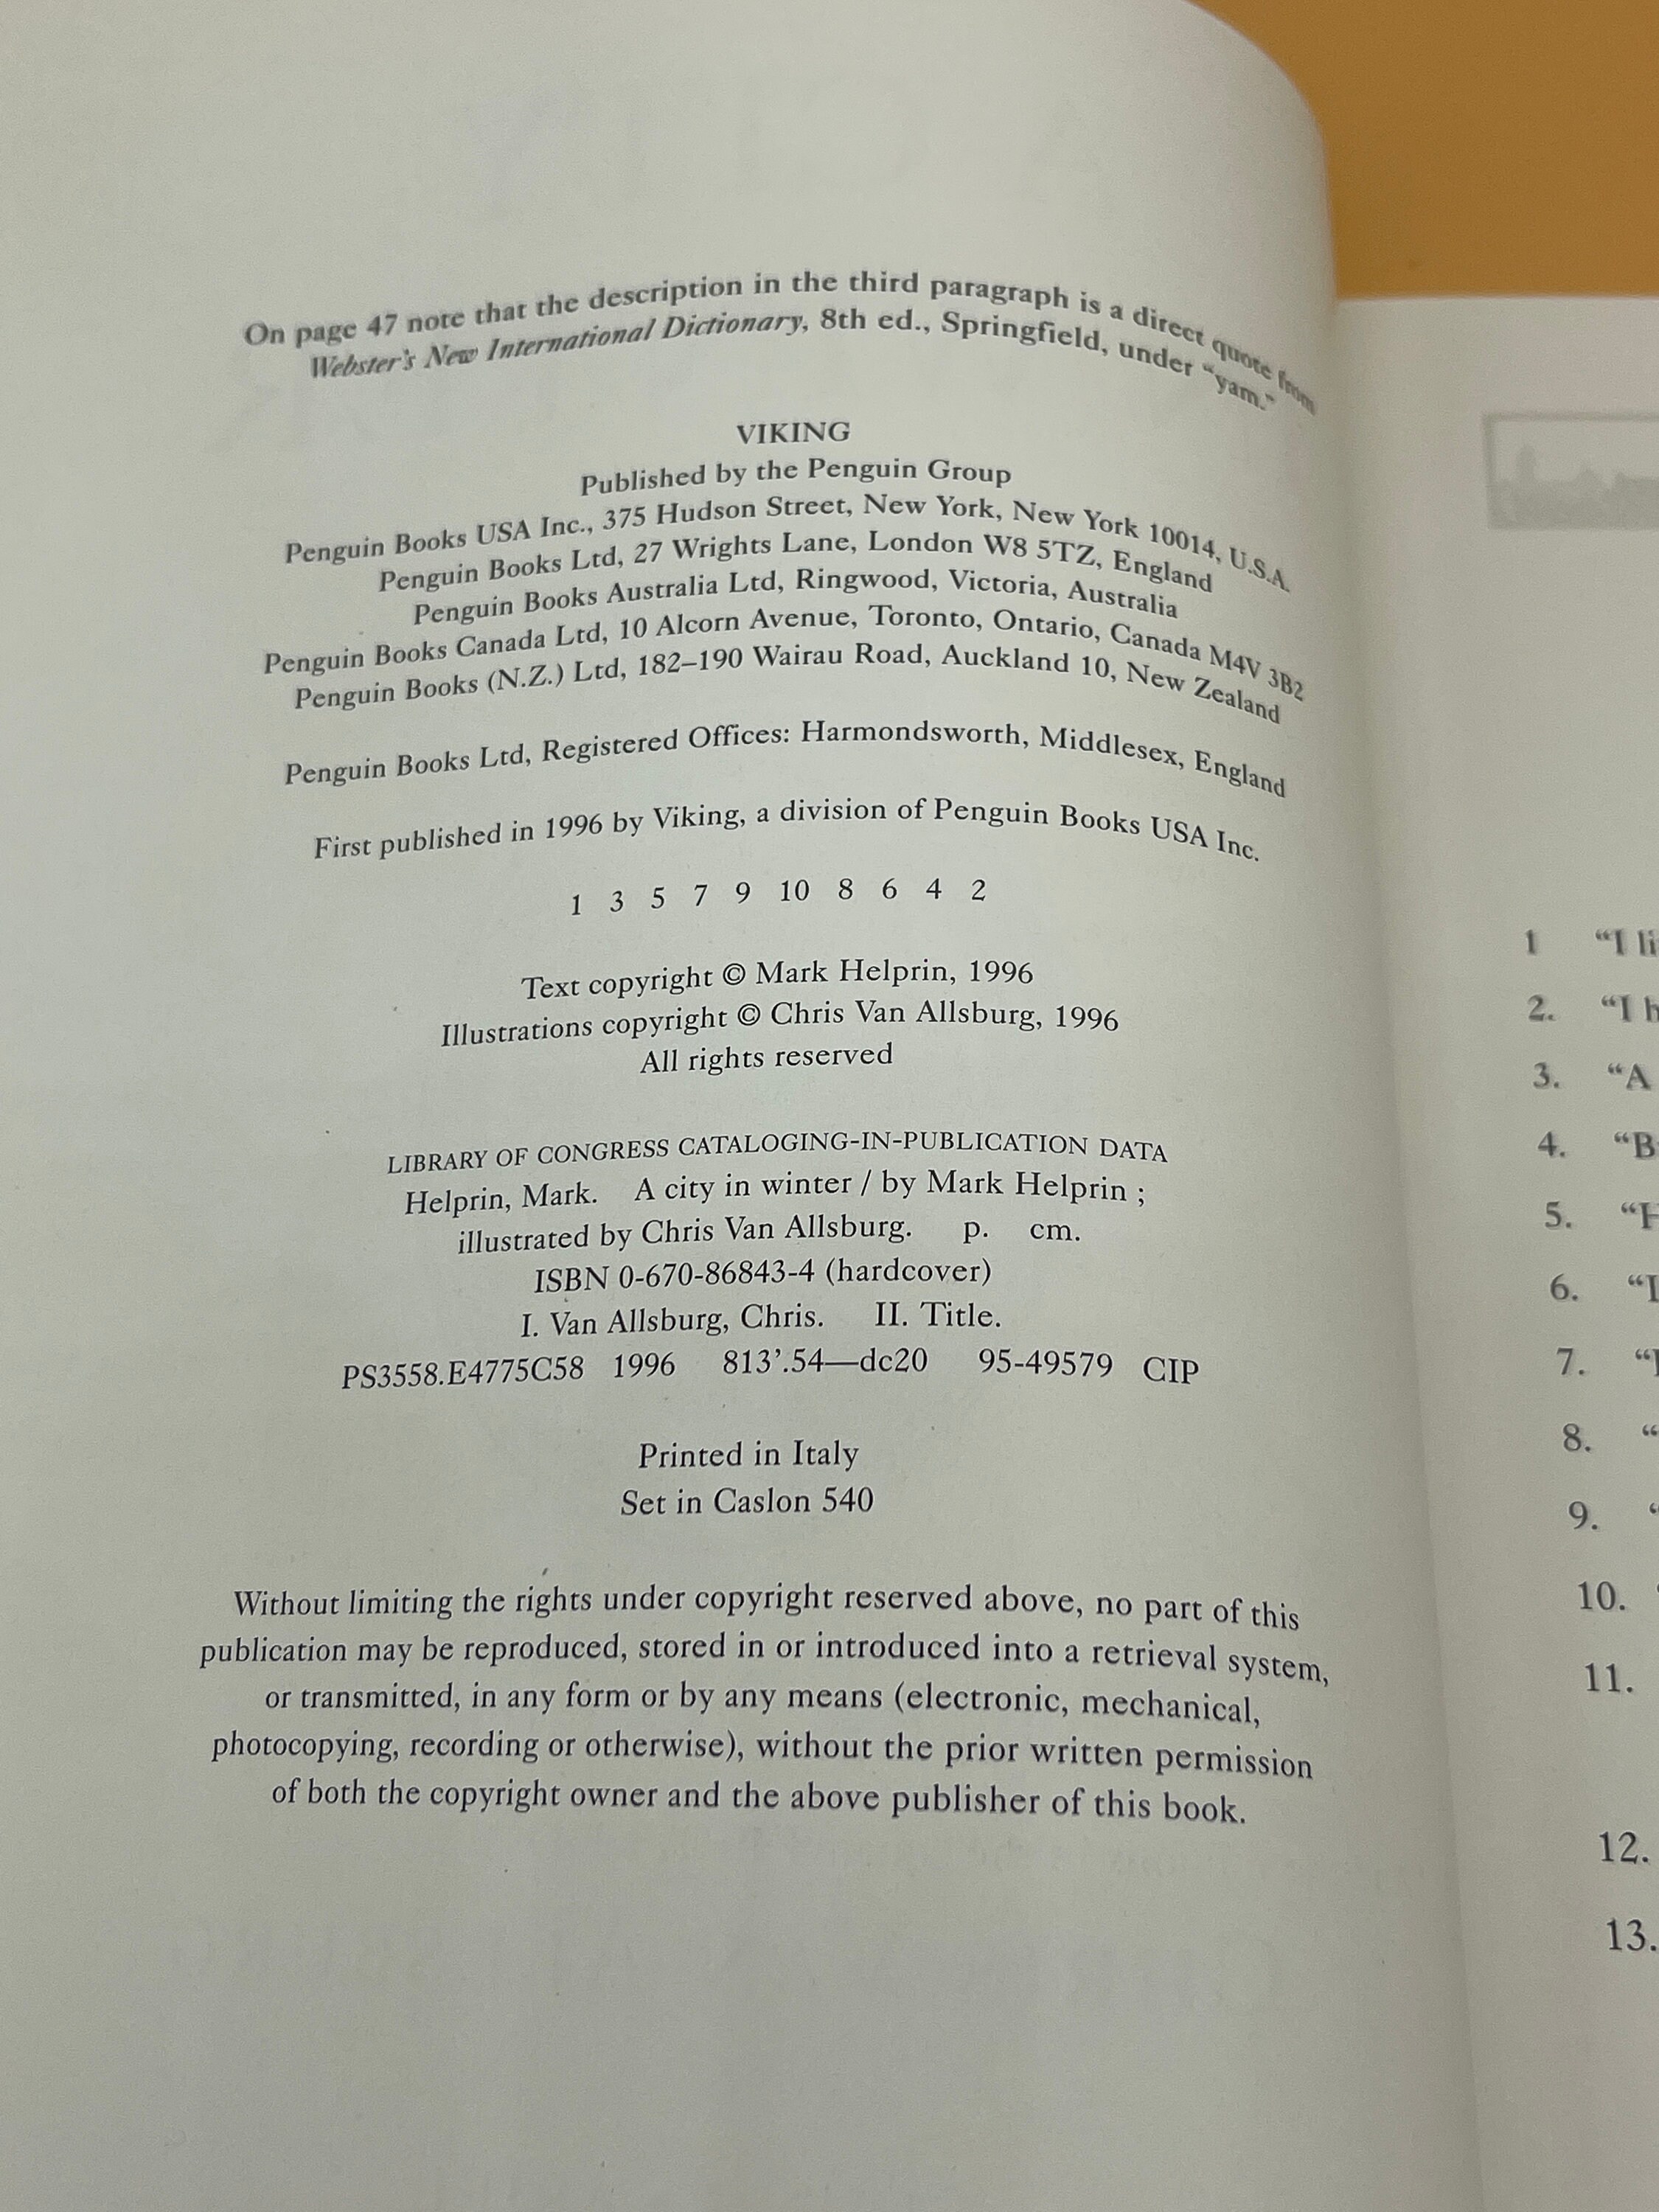 On page 47 note that the description in the third paragraph is a direct quote from
Webster's New International Dictionary, 8th ed., Springfield, under “yam.”
VIKING
Published by the Penguin Group
Penguin Books USA Inc., 375 Hudson Street, New York, New York 10014, U.S.A.
Penguin Books Ltd, 27 Wrights Lane, London W8 5TZ, England
Penguin Books Australia Ltd, Ringwood, Victoria, Australia
Penguin Books Canada Ltd, 10 Alcorn Avenue, Toronto, Ontario, Canada M4V 3B2
Penguin Books (N.Z.) Ltd, 182–190 Wairau Road, Auckland 10, New Zealand
Penguin Books Ltd, Registered Offices: Harmondsworth, Middlesex, England
First published in 1996 by Viking, a division of Penguin Books USA Inc.
1 3 5 7 9 10 8 6 4 2
Text copyright © Mark Helprin, 1996
Illustrations copyright © Chris Van Allsburg, 1996
All rights reserved
LIBRARY OF CONGRESS CATALOGING-IN-PUBLICATION DATA
Helprin, Mark. A city in winter / by Mark Helprin ;
illustrated by Chris Van Allsburg. p. cm.
ISBN 0-670-86843-4 (hardcover)
I. Van Allsburg, Chris. II. Title.
PS3558.E4775C58 1996 813’.54—dc20 95-49579 CIP
Printed in Italy
Set in Caslon 540
Without limiting the rights under copyright reserved above, no part of this
publication may be reproduced, stored in or introduced into a retrieval system,
or transmitted, in any form or by any means (electronic, mechanical,
photocopying, recording or otherwise), without the prior written permission
of both the copyright owner and the above publisher of this book.
1 “I
2. “I
3. “A
4.
5.
6.
7.
8.
9.
10.
11.
12.
13.